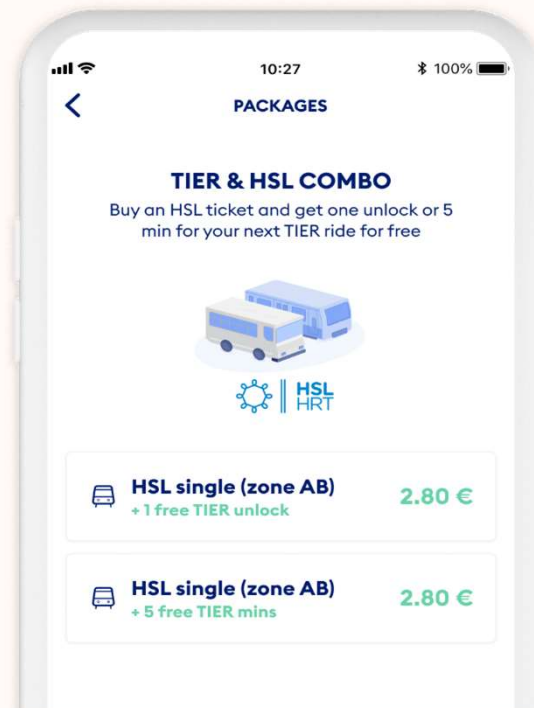 10:27
100%
PACKAGES
TIER & HSL COMBO
Buy an HSL ticket and get one unlock or 5
min for your next TIER ride for free
HSL
HRT
HSL single (zone AB)
+ 1 free TIER unlock
2.80 €
HSL single (zone AB)
+ 5 free TIER mins
2.80 €